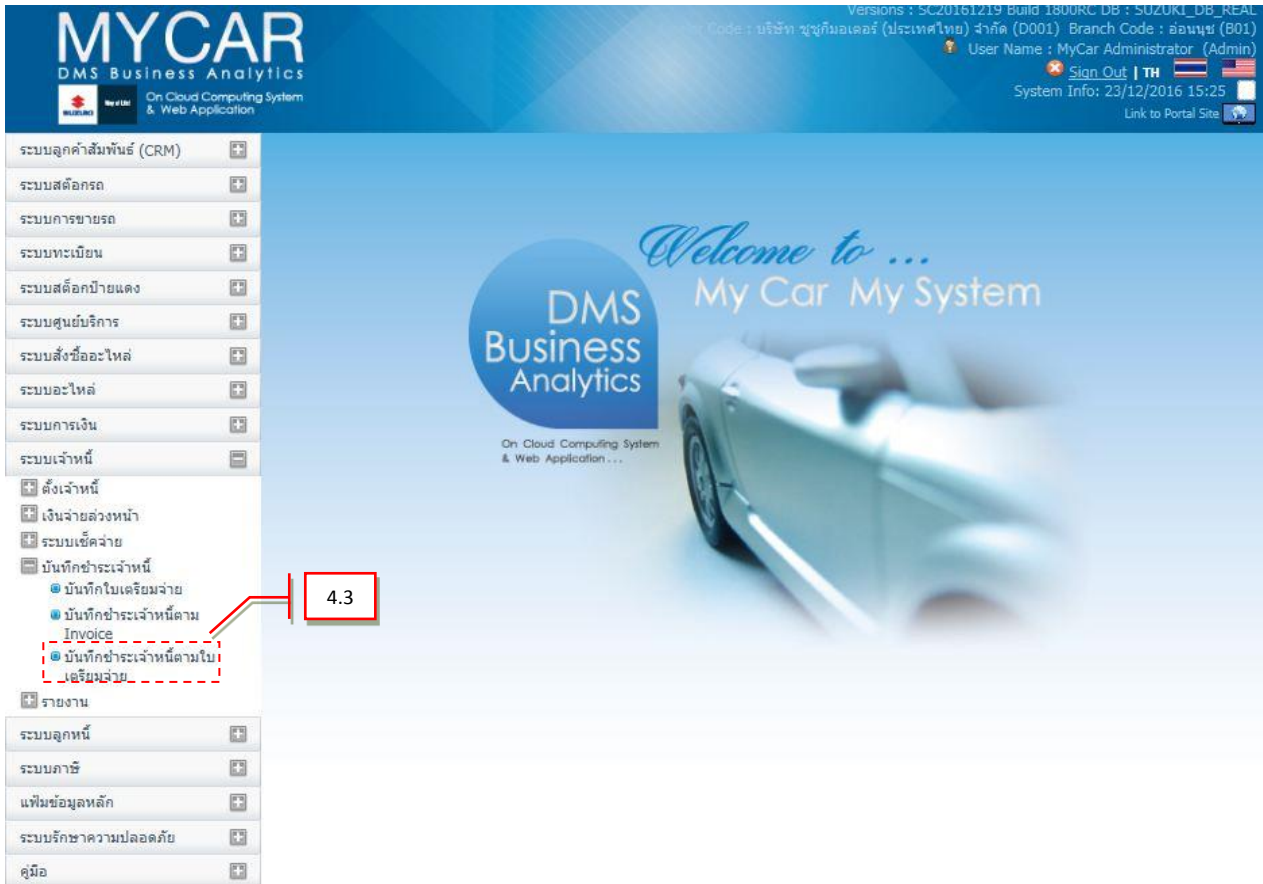 MYCAR
DMS Business Analytics
SUZUKI Way of Life!
On Cloud Computing System
& Web Application
Versions : SC20161219 Build 1800RC DB : SUZUKI_DB_REAL
Code : บริษัท ซูซูกิมอเตอร์ (ประเทศไทย) จำกัด (D001) Branch Code : อ่อนนุช (B01)
User Name : MyCar Administrator (Admin)
Sign Out | TH
System Info: 23/12/2016 15:25
Link to Portal Site
ระบบลูกค้าสัมพันธ์ (CRM)
ระบบสต๊อกรถ
ระบบการขายรถ
ระบบทะเบียน
ระบบสต็อกป้ายแดง
ระบบศูนย์บริการ
ระบบสั่งซื้ออะไหล่
ระบบอะไหล่
ระบบการเงิน
ระบบเจ้าหนี้
ตั้งเจ้าหนี้
เงินจ่ายล่วงหน้า
ระบบเช็คจ่าย
บันทึกชำระเจ้าหนี้
บันทึกใบเตรียมจ่าย
บันทึกชำระเจ้าหนี้ตาม
Invoice
บันทึกชำระเจ้าหนี้ตามใบ
เตรียมจ่าย
รายงาน
ระบบลูกหนี้
ระบบภาษี
แฟ้มข้อมูลหลัก
ระบบรักษาความปลอดภัย
คู่มือ
4.3
Welcome to ...
My Car My System
DMS
Business
Analytics
On Cloud Computing System
& Web Application...